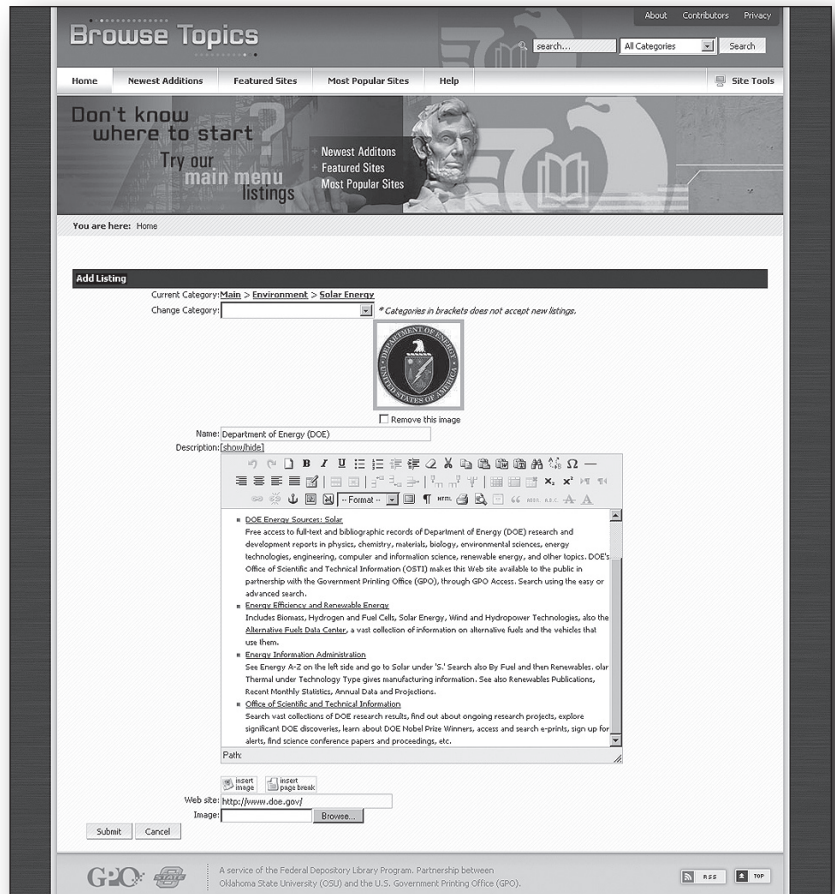 About Contributors Privacy
Browse Topics
search... All Categories Search
Home Newest Additions Featured Sites Most Popular Sites Help Site Tools
Don't know
where to start
?
Try our
main menu
listings
Newest Additons
Featured Sites
Most Popular Sites
You are here: Home
Add Listing
Current Category: Main > Environment > Solar Energy
Change Category: * Categories in brackets does not accept new listings.
DEPARTMENT OF ENERGY
UNITED STATES OF AMERICA
Remove this image
Name: Department of Energy (DOE)
Description: [show/hide]
B I U
Ω —
x₂ x²
-- Format -- ¶ HTML
A A
DOE Energy Sources: Solar
Free access to full-text and bibliographic records of Department of Energy (DOE) research and
development reports in physics, chemistry, materials, biology, environmental sciences, energy
technologies, engineering, computer and information science, renewable energy, and other topics. DOE's
Office of Scientific and Technical Information (OSTI) makes this Web site available to the public in
partnership with the Government Printing Office (GPO), through GPO Access. Search using the easy or
advanced search.
Energy Efficiency and Renewable Energy
Includes Biomass, Hydrogen and Fuel Cells, Solar Energy, Wind and Hydropower Technologies, also the
Alternative Fuels Data Center, a vast collection of information on alternative fuels and the vehicles that
use them.
Energy Information Administration
See Energy A-Z on the left side and go to Solar under 'S.' Search also By Fuel and then Renewables. olar
Thermal under Technology Type gives manufacturing information. See also Renewables Publications,
Recent Monthly Statistics, Annual Data and Projections.
Office of Scientific and Technical Information
Search vast collections of DOE research results, find out about ongoing research projects, explore
significant DOE discoveries, learn about DOE Nobel Prize Winners, access and search e-prints, sign up for
alerts, find science conference papers and proceedings, etc.
Path:
insert image insert page break
Web site: http://www.doe.gov/
Image: Browse...
Submit Cancel
GPO OSU
A service of the Federal Depository Library Program. Partnership between
Oklahoma State University (OSU) and the U.S. Government Printing Office (GPO).
RSS TOP